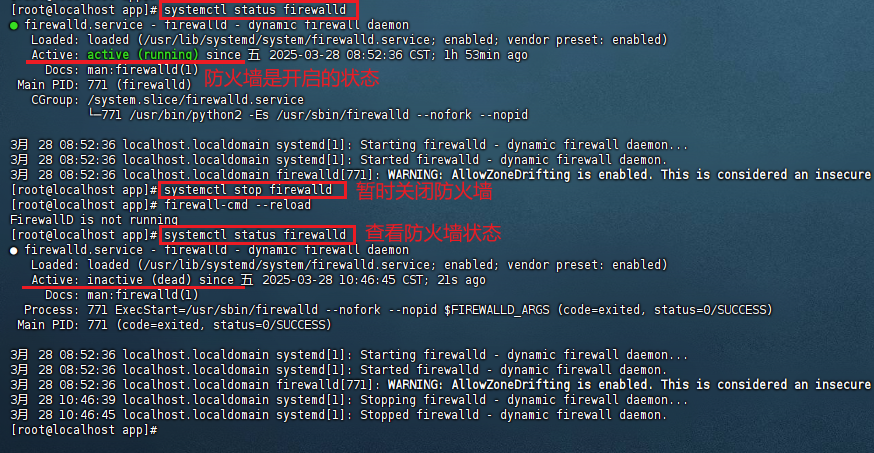 [root@localhost app]# systemctl status firewalld
● firewalld.service - firewalld - dynamic firewall daemon
Loaded: loaded (/usr/lib/systemd/system/firewalld.service; enabled; vendor preset: enabled)
Active: active (running) since 五 2025-03-28 08:52:36 CST; 1h 53min ago
Docs: man:firewalld(1)
防火墙是开启的状态
Main PID: 771 (firewalld)
CGroup: /system.slice/firewalld.service
└─771 /usr/bin/python2 -Es /usr/sbin/firewalld --nofork --nopid
3月 28 08:52:36 localhost.localdomain systemd[1]: Starting firewalld - dynamic firewall daemon...
3月 28 08:52:36 localhost.localdomain systemd[1]: Started firewalld - dynamic firewall daemon.
3月 28 08:52:36 localhost.localdomain firewalld[771]: WARNING: AllowZoneDrifting is enabled. This is considered an insecure
[root@localhost app]# systemctl stop firewalld 暂时关闭防火墙
[root@localhost app]# firewall-cmd --reload
FirewallD is not running
[root@localhost app]# systemctl status firewalld 查看防火墙状态
● firewalld.service - firewalld - dynamic firewall daemon
Loaded: loaded (/usr/lib/systemd/system/firewalld.service; enabled; vendor preset: enabled)
Active: inactive (dead) since 五 2025-03-28 10:46:45 CST; 21s ago
Docs: man:firewalld(1)
Process: 771 ExecStart=/usr/sbin/firewalld --nofork --nopid $FIREWALLD_ARGS (code=exited, status=0/SUCCESS)
Main PID: 771 (code=exited, status=0/SUCCESS)
3月 28 08:52:36 localhost.localdomain systemd[1]: Starting firewalld - dynamic firewall daemon...
3月 28 08:52:36 localhost.localdomain systemd[1]: Started firewalld - dynamic firewall daemon.
3月 28 08:52:36 localhost.localdomain firewalld[771]: WARNING: AllowZoneDrifting is enabled. This is considered an insecure
3月 28 10:46:39 localhost.localdomain systemd[1]: Stopping firewalld - dynamic firewall daemon...
3月 28 10:46:45 localhost.localdomain systemd[1]: Stopped firewalld - dynamic firewall daemon.
[root@localhost app]#